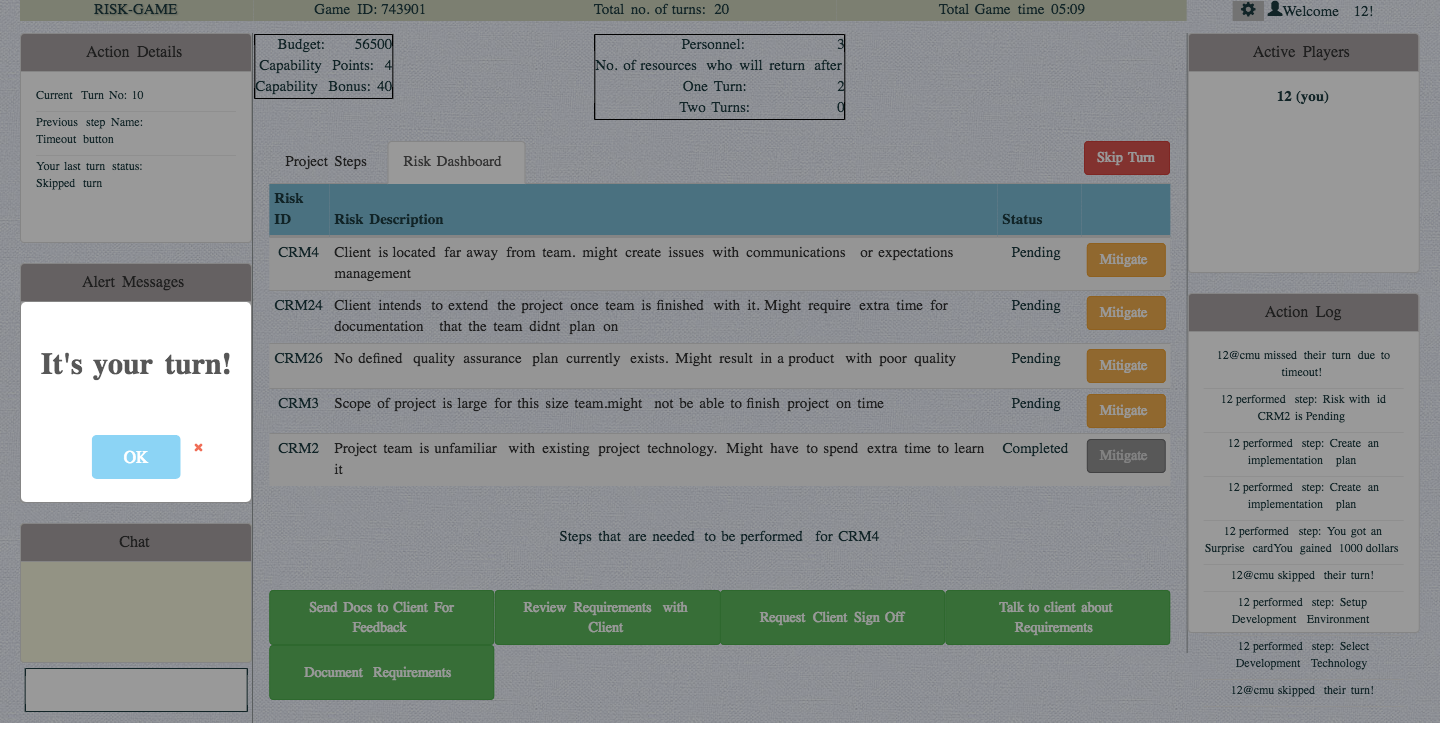 RISK-GAME
Game ID: 743901
Total no. of turns: 20
Total Game time 05:09
Welcome 12!
Action Details
Current Turn No: 10
Previous step Name:
Timeout button
Your last turn status:
Skipped turn
Alert Messages
It's your turn!
OK
Chat
Budget: 56500
Capability Points: 4
Capability Bonus: 40
Personnel: 3
No. of resources who will return after
One Turn: 2
Two Turns: 0
Project Steps
Risk Dashboard
Skip Turn
Risk
ID
Risk Description
Status
CRM4
Client is located far away from team. might create issues with communications or expectations
management
Pending
Mitigate
CRM24
Client intends to extend the project once team is finished with it. Might require extra time for
documentation that the team didnt plan on
Pending
Mitigate
CRM26
No defined quality assurance plan currently exists. Might result in a product with poor quality
Pending
Mitigate
CRM3
Scope of project is large for this size team.might not be able to finish project on time
Pending
Mitigate
CRM2
Project team is unfamiliar with existing project technology. Might have to spend extra time to learn
it
Completed
Mitigate
Steps that are needed to be performed for CRM4
Send Docs to Client For
Feedback
Review Requirements with
Client
Request Client Sign Off
Talk to client about
Requirements
Document Requirements
Active Players
12 (you)
Action Log
12@cmu missed their turn due to
timeout!
12 performed step: Risk with id
CRM2 is Pending
12 performed step: Create an
implementation plan
12 performed step: Create an
implementation plan
12 performed step: You got an
Surprise cardYou gained 1000 dollars
12@cmu skipped their turn!
12 performed step: Setup
Development Environment
12 performed step: Select
Development Technology
12@cmu skipped their turn!